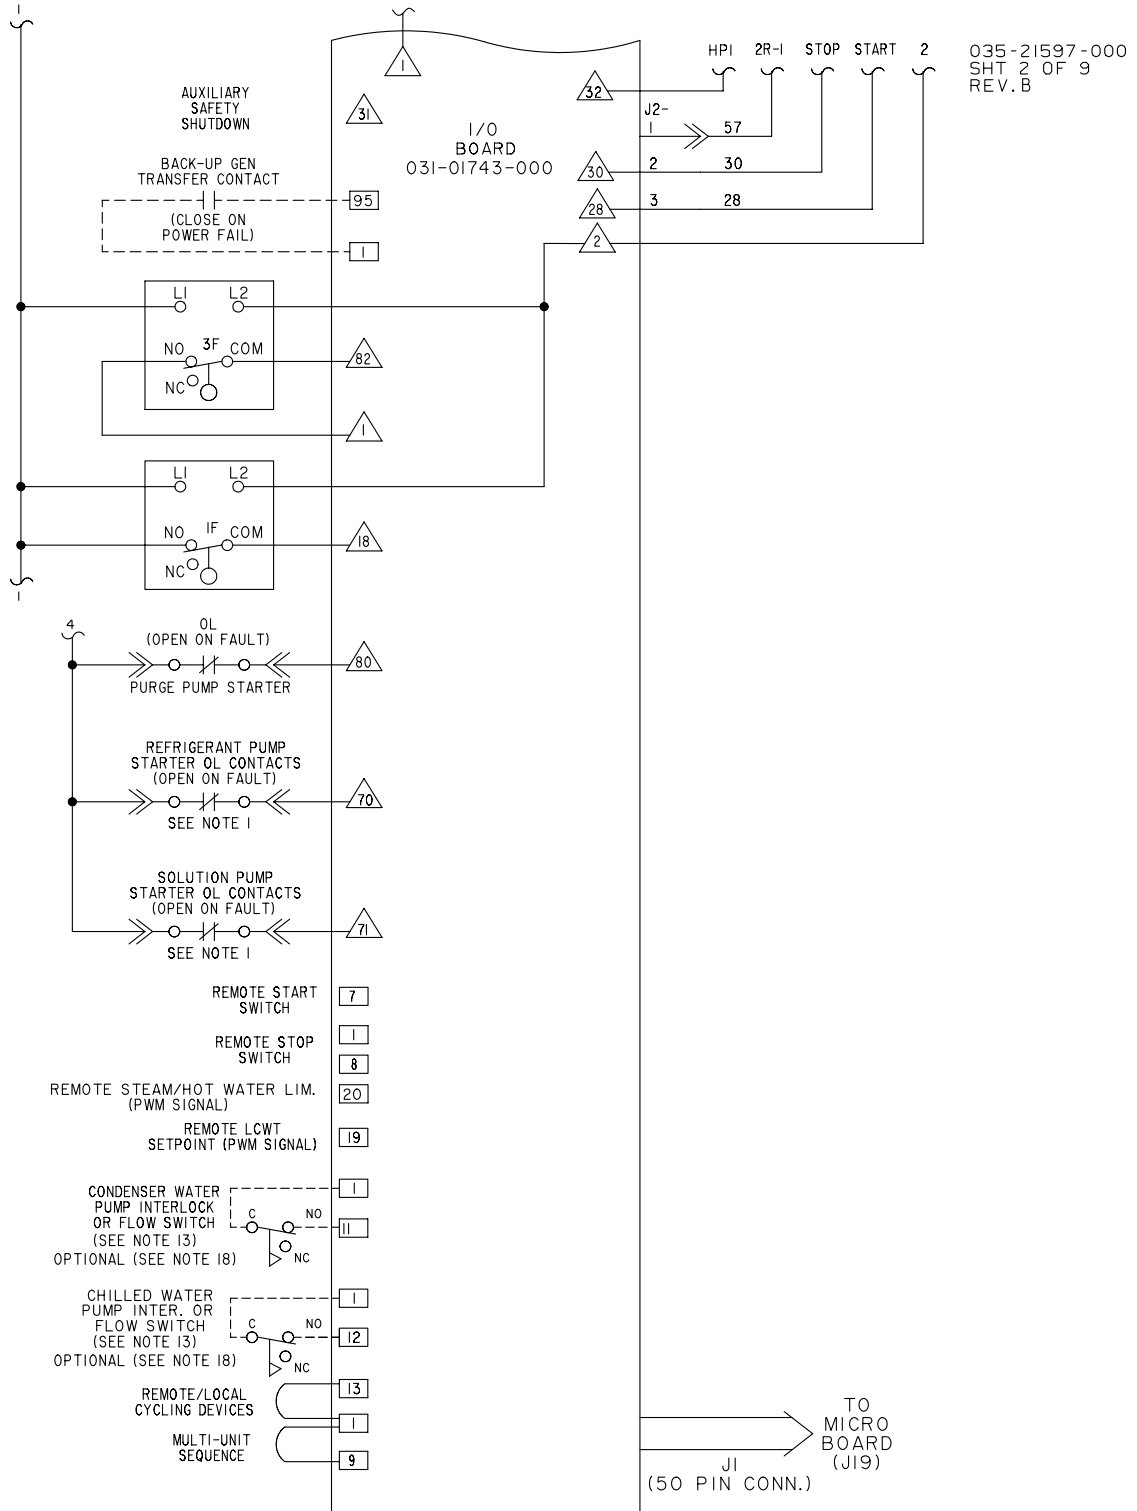 1
HP1 2R-1 STOP START 2
035-21597-000
SHT 2 OF 9
REV.B
1
32
AUXILIARY
SAFETY
SHUTDOWN
31
J2-
1 57
I/O
BOARD
031-01743-000
BACK-UP GEN
TRANSFER CONTACT
30 2 30
95
28 3 28
(CLOSE ON
POWER FAIL)
2
1
L1 L2
NO 3F COM
82
NC
1
L1 L2
NO 1F COM
18
NC
1
4
OL
(OPEN ON FAULT)
80
PURGE PUMP STARTER
REFRIGERANT PUMP
STARTER OL CONTACTS
(OPEN ON FAULT)
70
SEE NOTE 1
SOLUTION PUMP
STARTER OL CONTACTS
(OPEN ON FAULT)
71
SEE NOTE 1
REMOTE START
SWITCH
7
1
REMOTE STOP
SWITCH
8
REMOTE STEAM/HOT WATER LIM.
(PWM SIGNAL)
20
REMOTE LCWT
SETPOINT (PWM SIGNAL)
19
CONDENSER WATER
PUMP INTERLOCK
OR FLOW SWITCH
(SEE NOTE 13)
OPTIONAL (SEE NOTE 18)
1
C NO
11
NC
CHILLED WATER
PUMP INTER. OR
FLOW SWITCH
(SEE NOTE 13)
OPTIONAL (SEE NOTE 18)
1
C NO
12
NC
REMOTE/LOCAL
CYCLING DEVICES
13
1
MULTI-UNIT
SEQUENCE
9
TO
MICRO
BOARD
(J19)
J1
(50 PIN CONN.)